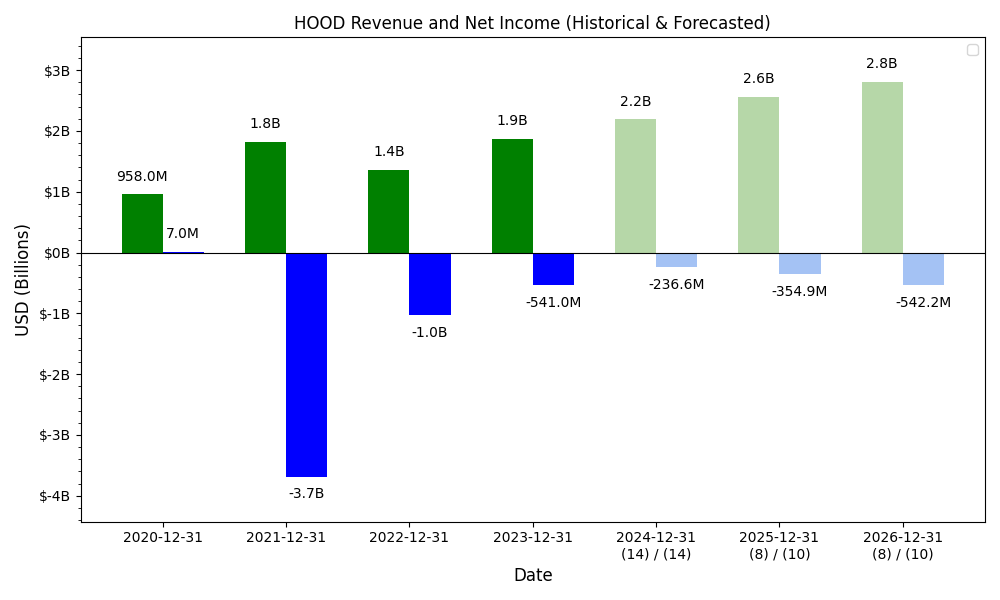 HOOD Revenue and Net Income (Historical & Forecasted)
USD (Billions)
$3B
$2B
$1B
$0B
$-1B
$-2B
$-3B
$-4B
958.0M
7.0M
1.8B
-3.7B
1.4B
-1.0B
1.9B
-541.0M
2.2B
-236.6M
2.6B
-354.9M
2.8B
-542.2M
2020-12-31
2021-12-31
2022-12-31
2023-12-31
2024-12-31
(14) / (14)
2025-12-31
(8) / (10)
2026-12-31
(8) / (10)
Date